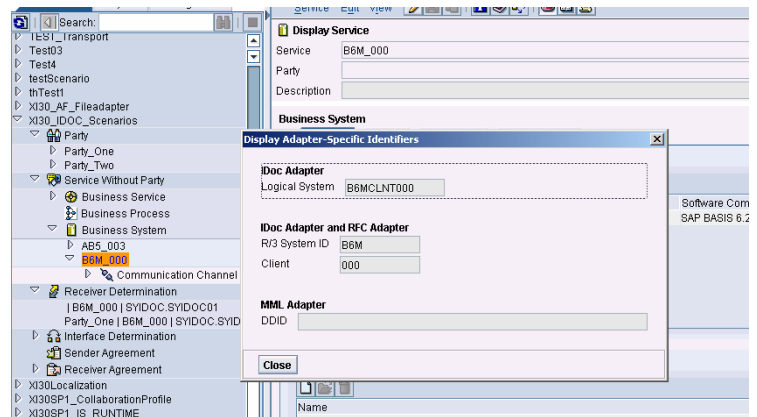 Service Edit View
Search:
TEST_Transport
Test03
Test4
testScenario
thTest1
XI30_AF_Fileadapter
XI30_IDOC_Scenarios
Party
Party_One
Party_Two
Service Without Party
Business Service
Business Process
Business System
AB5_003
B6M_000
Communication Channel
Receiver Determination
| B6M_000 | SYIDOC.SYIDOC01
Party_One | B6M_000 | SYIDOC.SYID
Interface Determination
Sender Agreement
Receiver Agreement
XI30Localization
XI30SP1_CollaborationProfile
XI30SP1_IS_RUNTIME
Display Service
Service B6M_000
Party
Description
Business System
Display Adapter-Specific Identifiers
IDoc Adapter
Logical System B6MCLNT000
IDoc Adapter and RFC Adapter
R/3 System ID B6M
Client 000
MML Adapter
DDID
Close
Software Com
SAP BASIS 6.2
Name